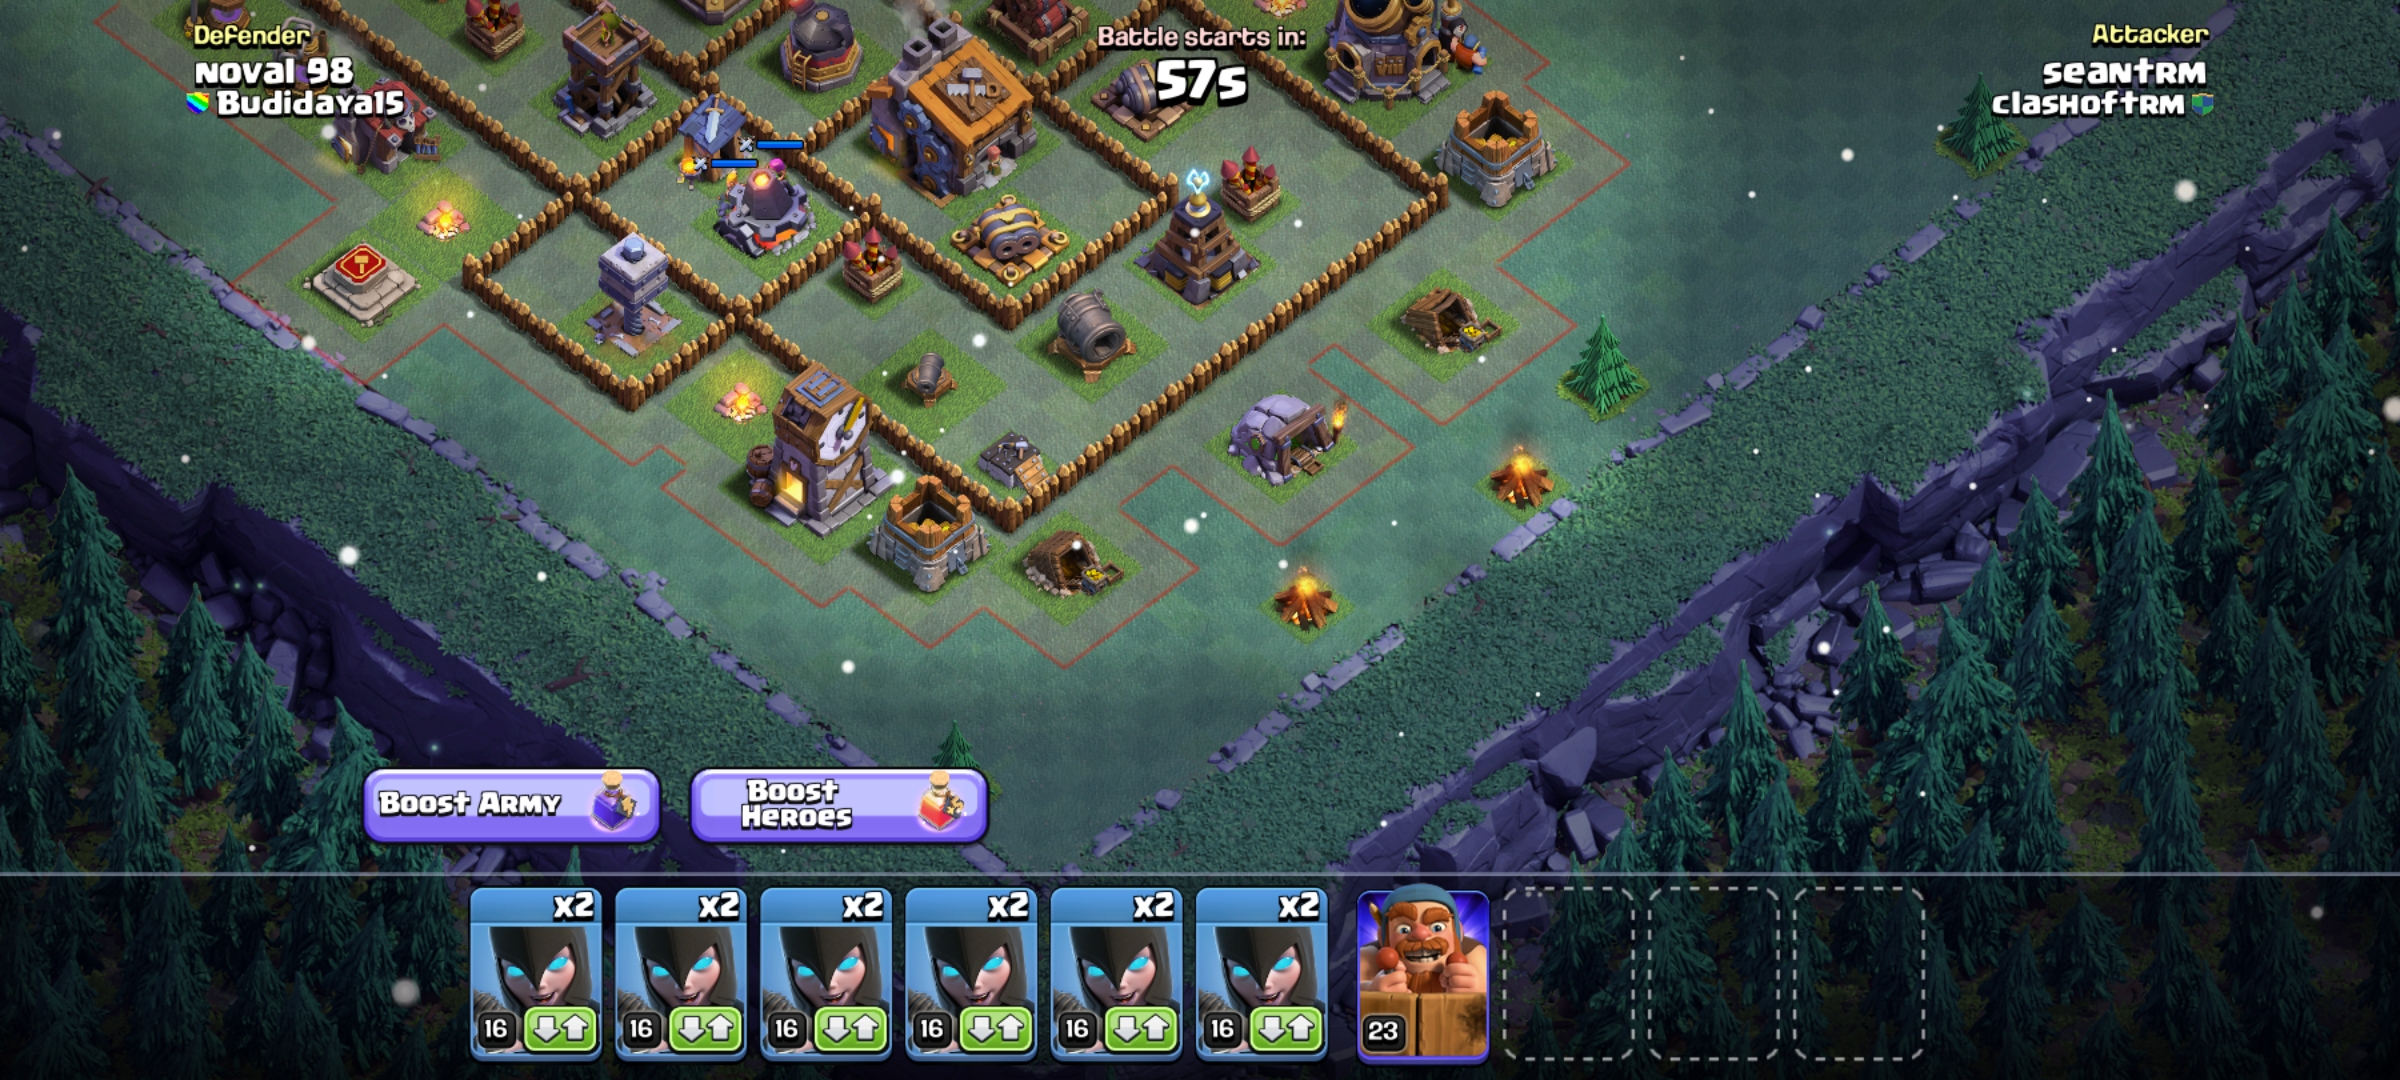 Defender
noval 98
Budidaya15
Battle starts in:
57s
Attacker
seantRM
clashoftRM
Boost Army
Boost
Heroes
x2
x2
x2
x2
x2
x2
16
16
16
16
16
16
23